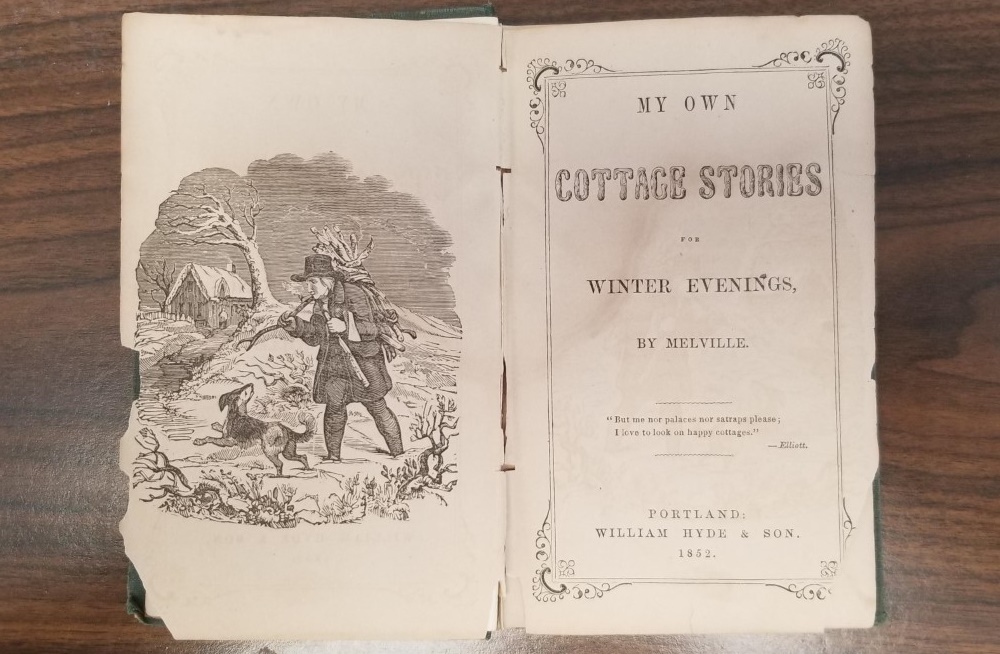 MY OWN
COTTAGE STORIES
FOR
WINTER EVENINGS,
BY MELVILLE.
"But me nor palaces nor satraps please;
I love to look on happy cottages."
—Elliott.
PORTLAND:
WILLIAM HYDE & SON.
1852.